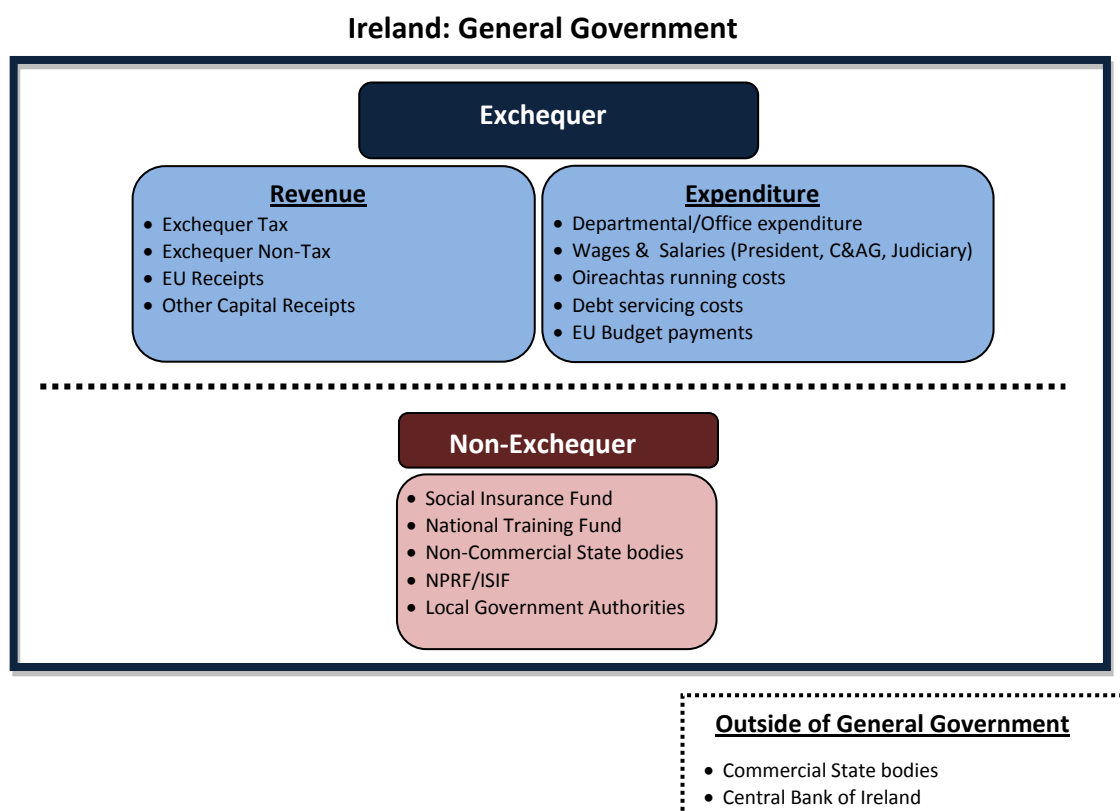 Ireland: General Government
Exchequer
Revenue
• Exchequer Tax
• Exchequer Non-Tax
• EU Receipts
• Other Capital Receipts
Expenditure
• Departmental/Office expenditure
• Wages & Salaries (President, C&AG, Judiciary)
• Oireachtas running costs
• Debt servicing costs
• EU Budget payments
Non-Exchequer
• Social Insurance Fund
• National Training Fund
• Non-Commercial State bodies
• NPRF/ISIF
• Local Government Authorities
Outside of General Government
• Commercial State bodies
• Central Bank of Ireland